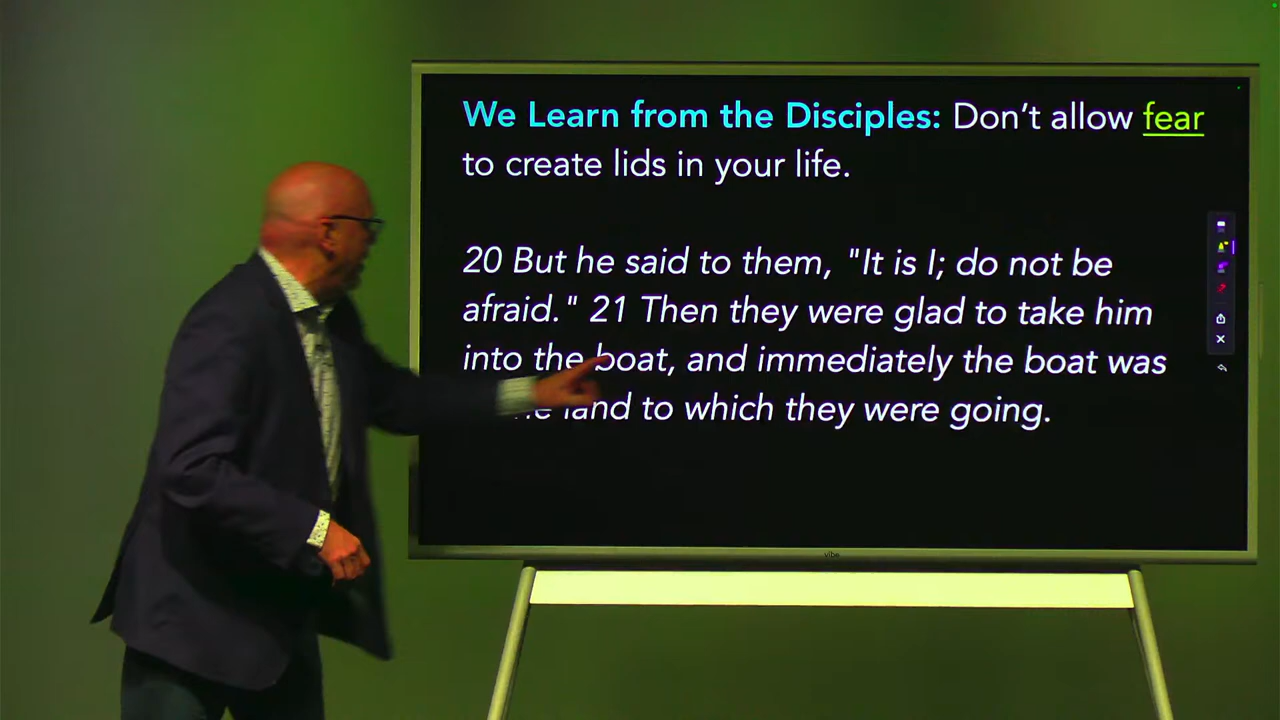 We Learn from the Disciples: Don't allow fear
to create lids in your life.
20 But he said to them, "It is I; do not be
afraid." 21 Then they were glad to take him
into the boat, and immediately the boat was
land to which they were going.
vibe